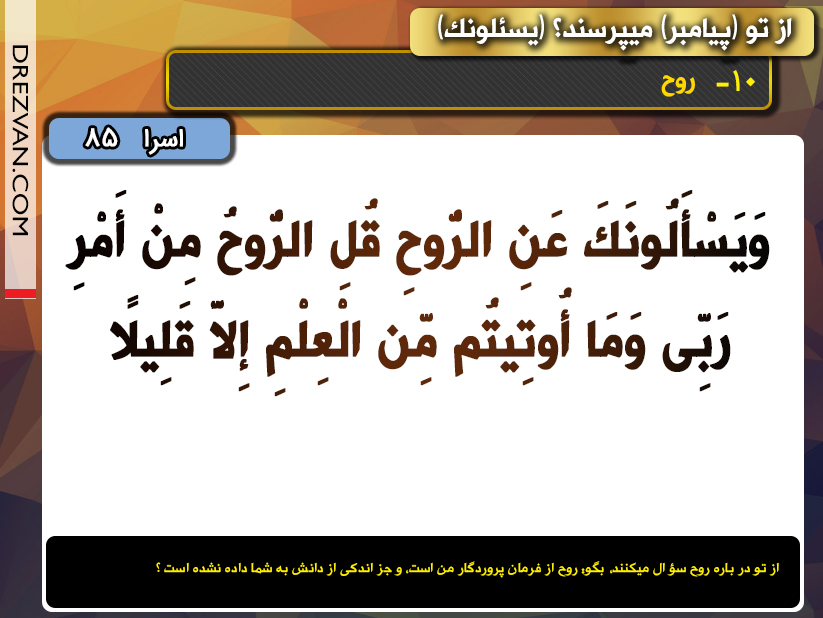 از تو (پیامبر) میپرسند؟ (یسئلونك)
۱۰- روح
اسرا ۸۵
DREZVAN.COM
وَيَسْأَلُونَكَ عَنِ الرُّوحِ قُلِ الرُّوحُ مِنْ أَمْرِ
رَبِّى وَمَا أُوتِيتُم مِّن الْعِلْمِ إِلاّ قَلِيلًا
از تو در باره روح سؤ ال میکنند، بگو: روح از فرمان پروردگار من است، و جز اندکی از دانش به شما داده نشده است ؟